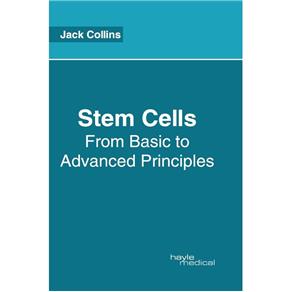 Jack Collins
Stem Cells
From Basic to
Advanced Principles
hayle
medical